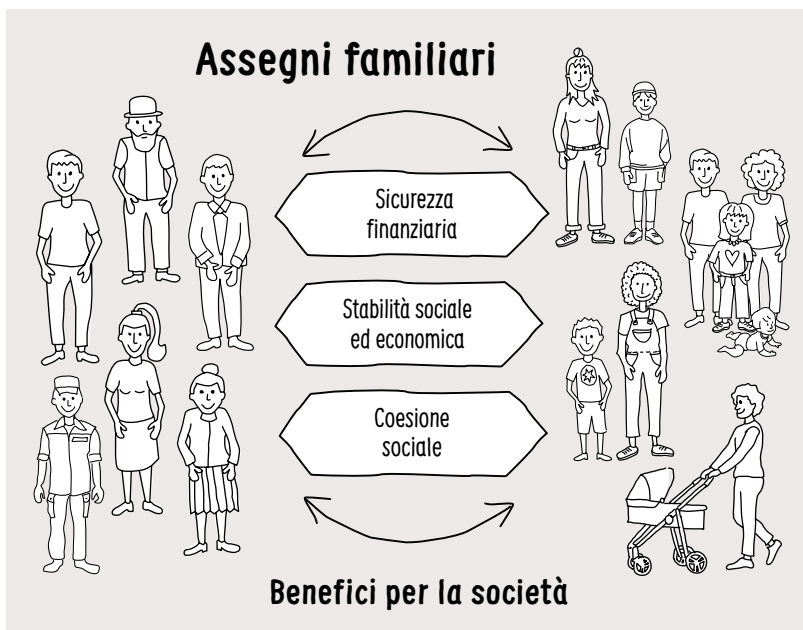 Assegni familiari
Sicurezza
finanziaria
Stabilità sociale
ed economica
Coesione
sociale
Benefici per la società